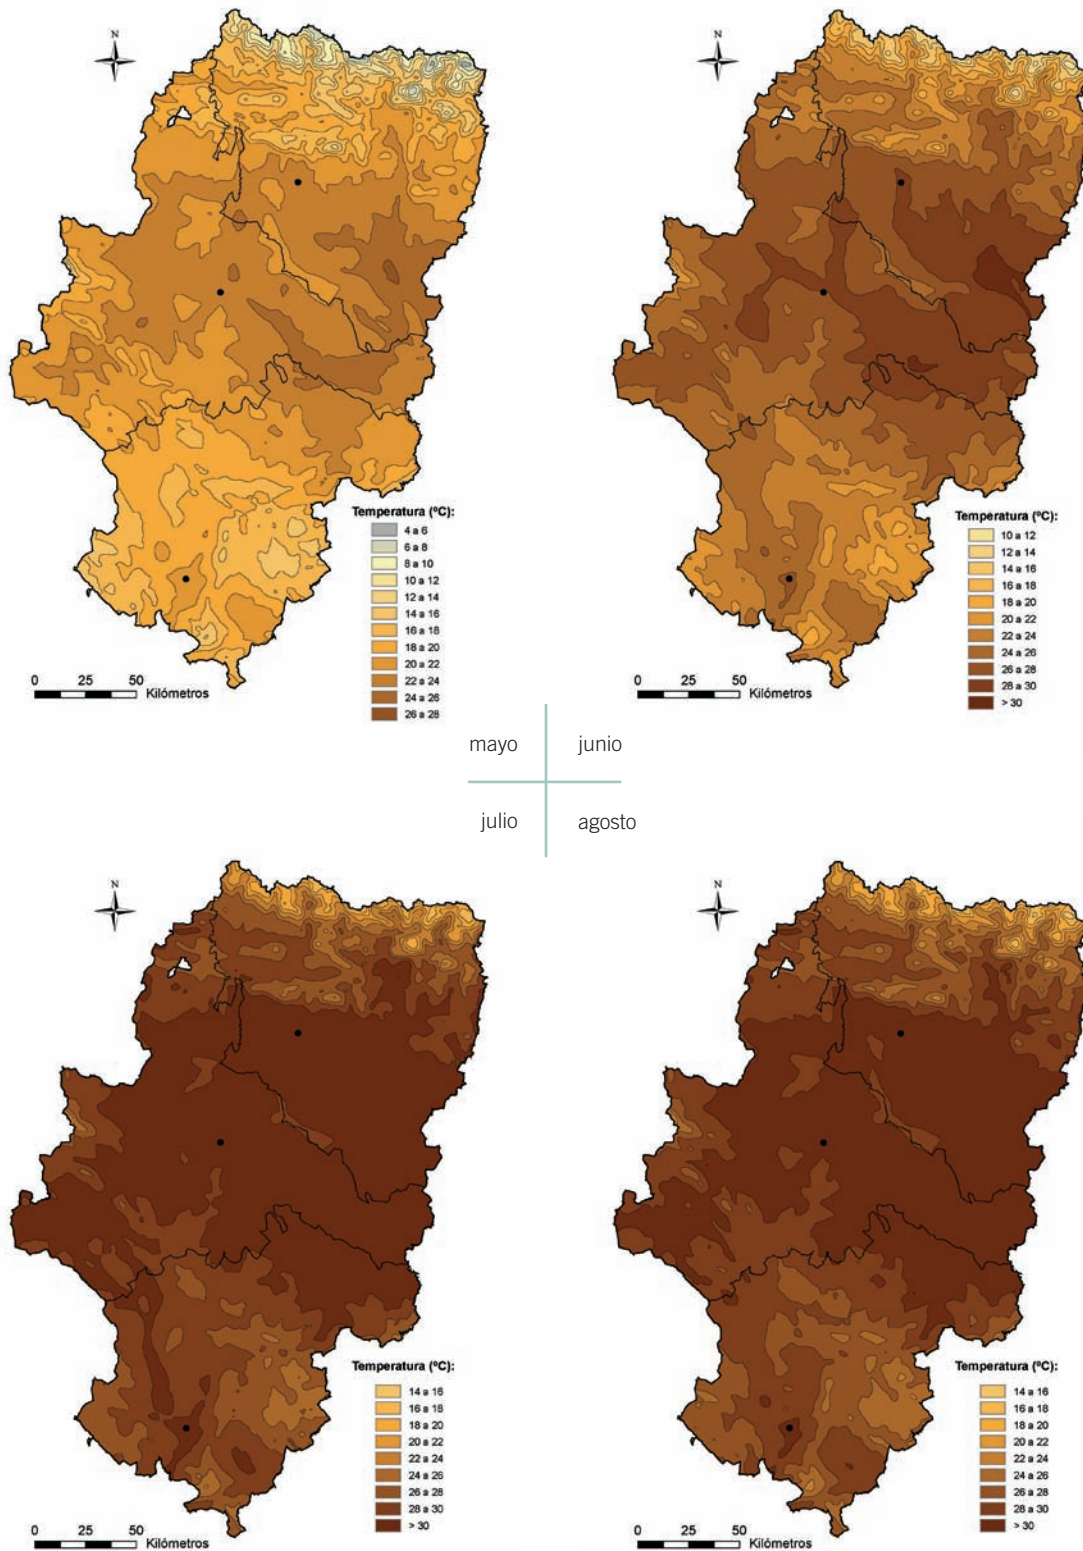 N
Temperatura (ºC):
4 a 6
6 a 8
8 a 10
10 a 12
12 a 14
14 a 16
16 a 18
18 a 20
20 a 22
22 a 24
24 a 26
26 a 28
0 25 50
Kilómetros
N
Temperatura (ºC):
10 a 12
12 a 14
14 a 16
16 a 18
18 a 20
20 a 22
22 a 24
24 a 26
26 a 28
28 a 30
> 30
0 25 50
Kilómetros
mayo
junio
julio
agosto
N
Temperatura (ºC):
14 a 16
16 a 18
18 a 20
20 a 22
22 a 24
24 a 26
26 a 28
28 a 30
> 30
0 25 50
Kilómetros
N
Temperatura (ºC):
14 a 16
16 a 18
18 a 20
20 a 22
22 a 24
24 a 26
26 a 28
28 a 30
> 30
0 25 50
Kilómetros